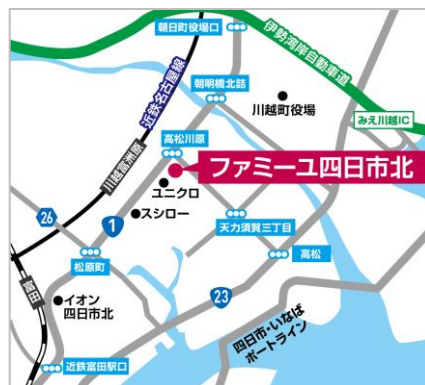 朝日町役場口
伊勢湾岸自動車道
近鉄名古屋線
朝明橋北詰
川越町役場
みえ川越IC
高松川原
川越富洲原
ファミーユ四日市北
ユニクロ
スシロー
26
1
天カ須賀三丁目
松原町
高松
富田
23
イオン
四日市北
四日市・いなば
ポートライン
近鉄富田駅口